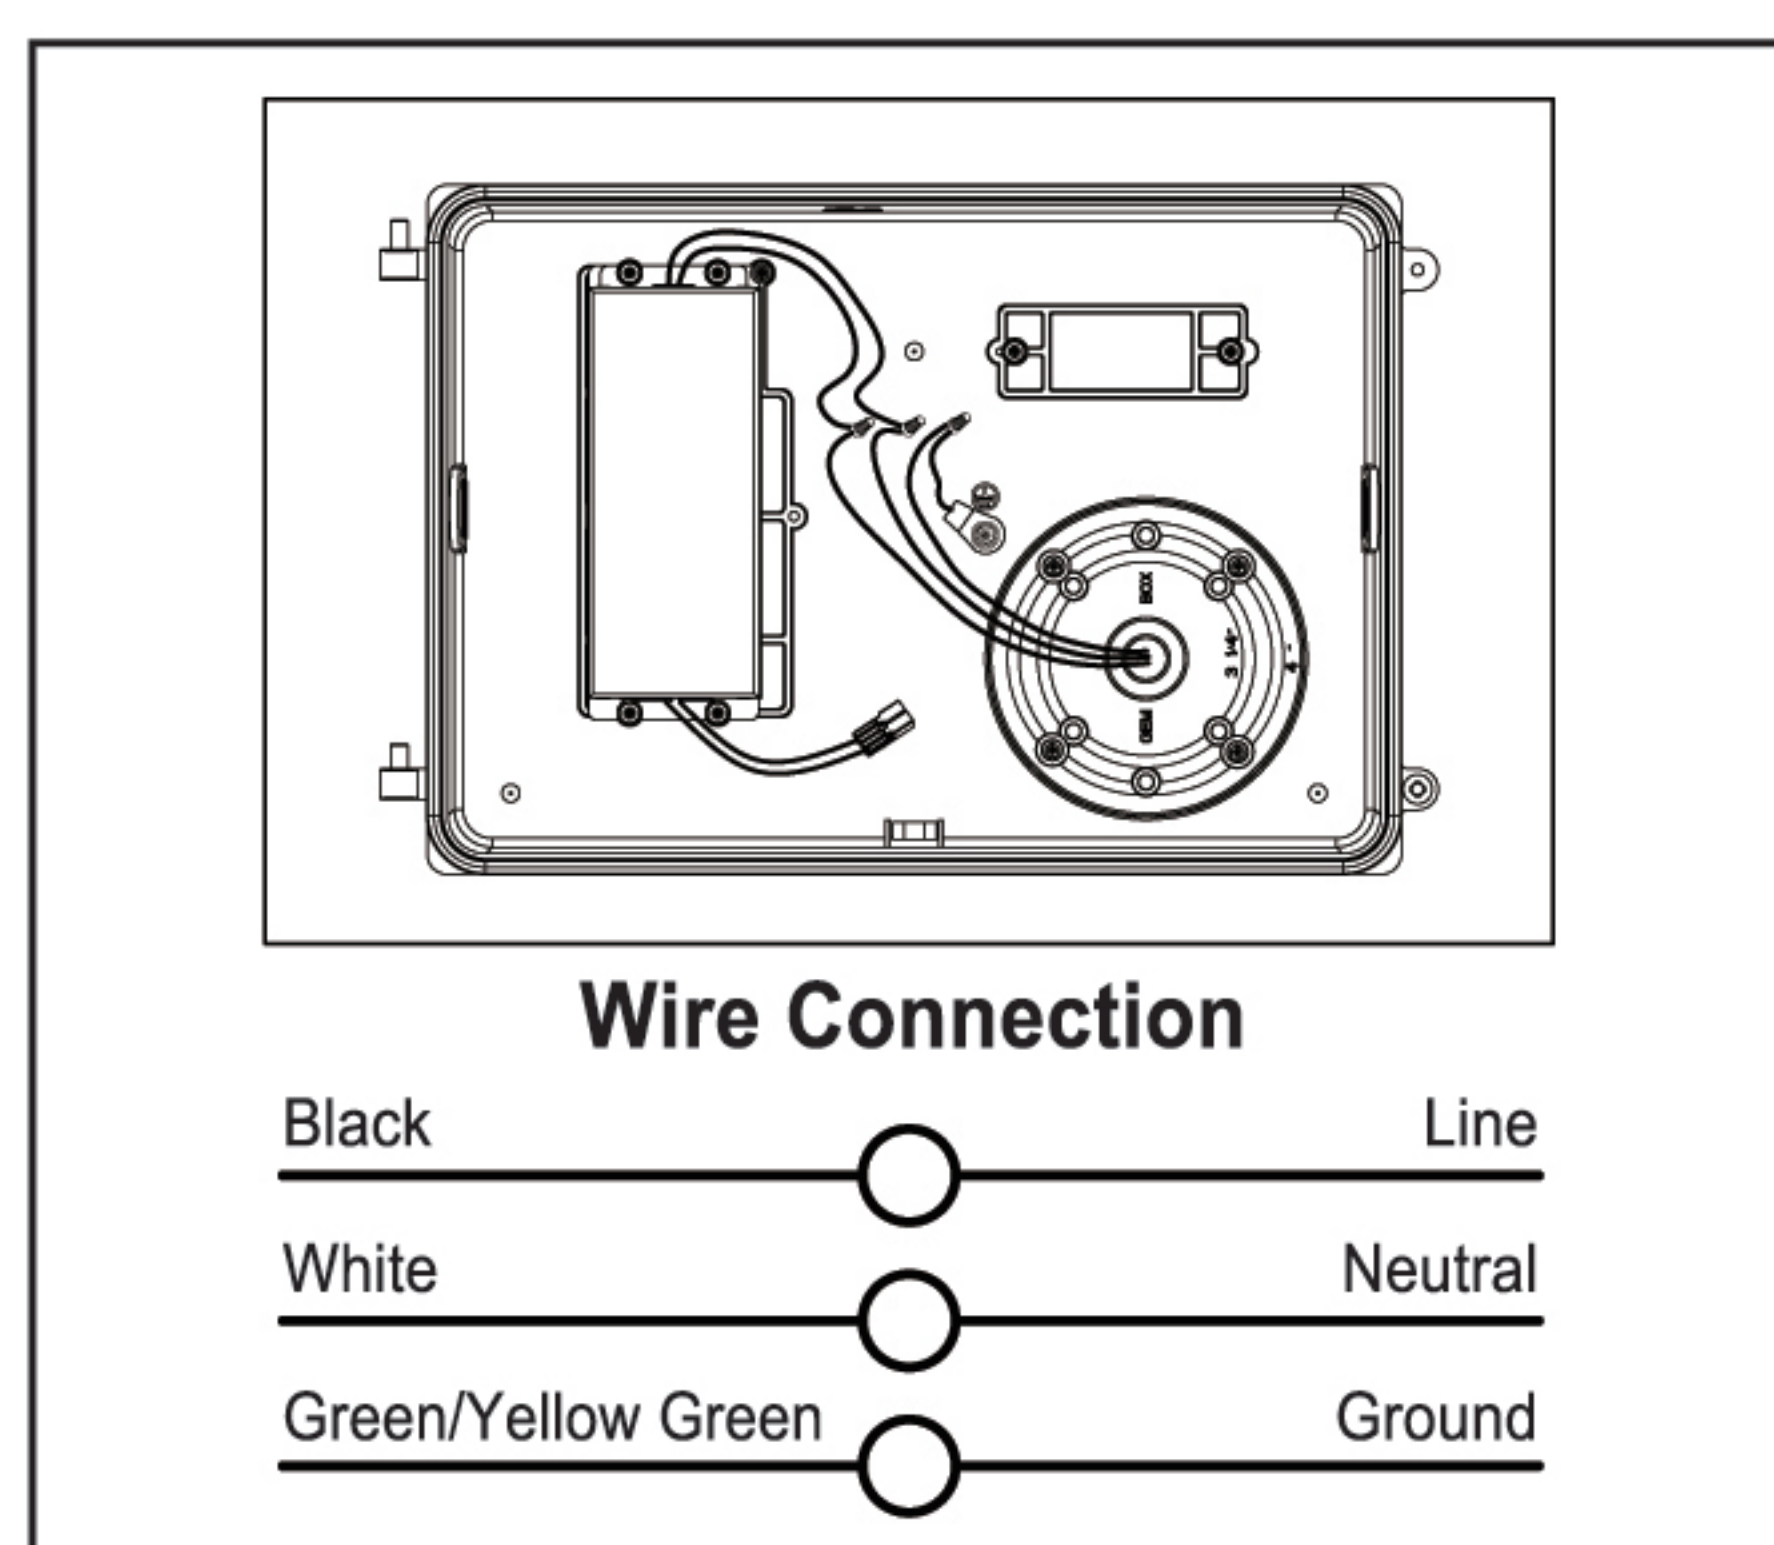 BOX
3 1/4"
4"
Wire Connection
Black Line
White Neutral
Green/Yellow Green Ground